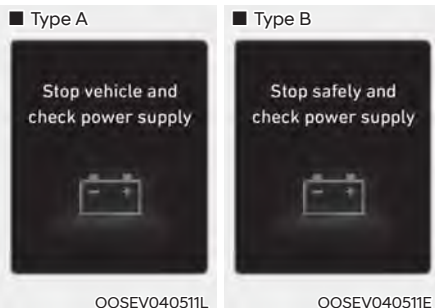 ■ Type A
Stop vehicle and
check power supply
OOSEV040511L
■ Type B
Stop safely and
check power supply
OOSEV040511E